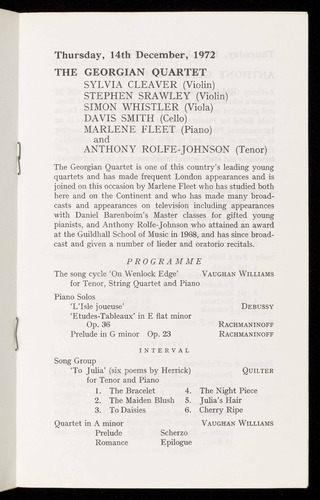 Thursday, 14th December, 1972
THE GEORGIAN QUARTET
SYLVIA CLEAVER (Violin)
STEPHEN SRAWLEY (Violin)
SIMON WHISTLER (Viola)
DAVIS SMITH (Cello)
MARLENE FLEET (Piano)
and
ANTHONY ROLFE-JOHNSON (Tenor)
The Georgian Quartet is one of this country's leading young
quartets and has made frequent London appearances and is
joined on this occasion by Marlene Fleet who has studied both
here and on the Continent and who has made many broad-
casts and appearances on television including appearances
with Daniel Barenboim's Master classes for gifted young
pianists, and Anthony Rolfe-Johnson who attained an award
at the Guildhall School of Music in 1968, and has since broad-
cast and given a number of lieder and oratorio recitals.
PROGRAMME
The song cycle 'On Wenlock Edge' VAUGHAN WILLIAMS
for Tenor, String Quartet and Piano
Piano Solos
'L'Isle joueuse' DEBUSSY
'Etudes-Tableaux' in E flat minor
Op. 36 RACHMANINOFF
Prelude in G minor Op. 23 RACHMANINOFF
INTERVAL
Song Group
'To Julia' (six poems by Herrick) QUILTER
for Tenor and Piano
1. The Bracelet 4. The Night Piece
2. The Maiden Blush 5. Julia's Hair
3. To Daisies 6. Cherry Ripe
Quartet in A minor VAUGHAN WILLIAMS
Prelude Scherzo
Romance Epilogue